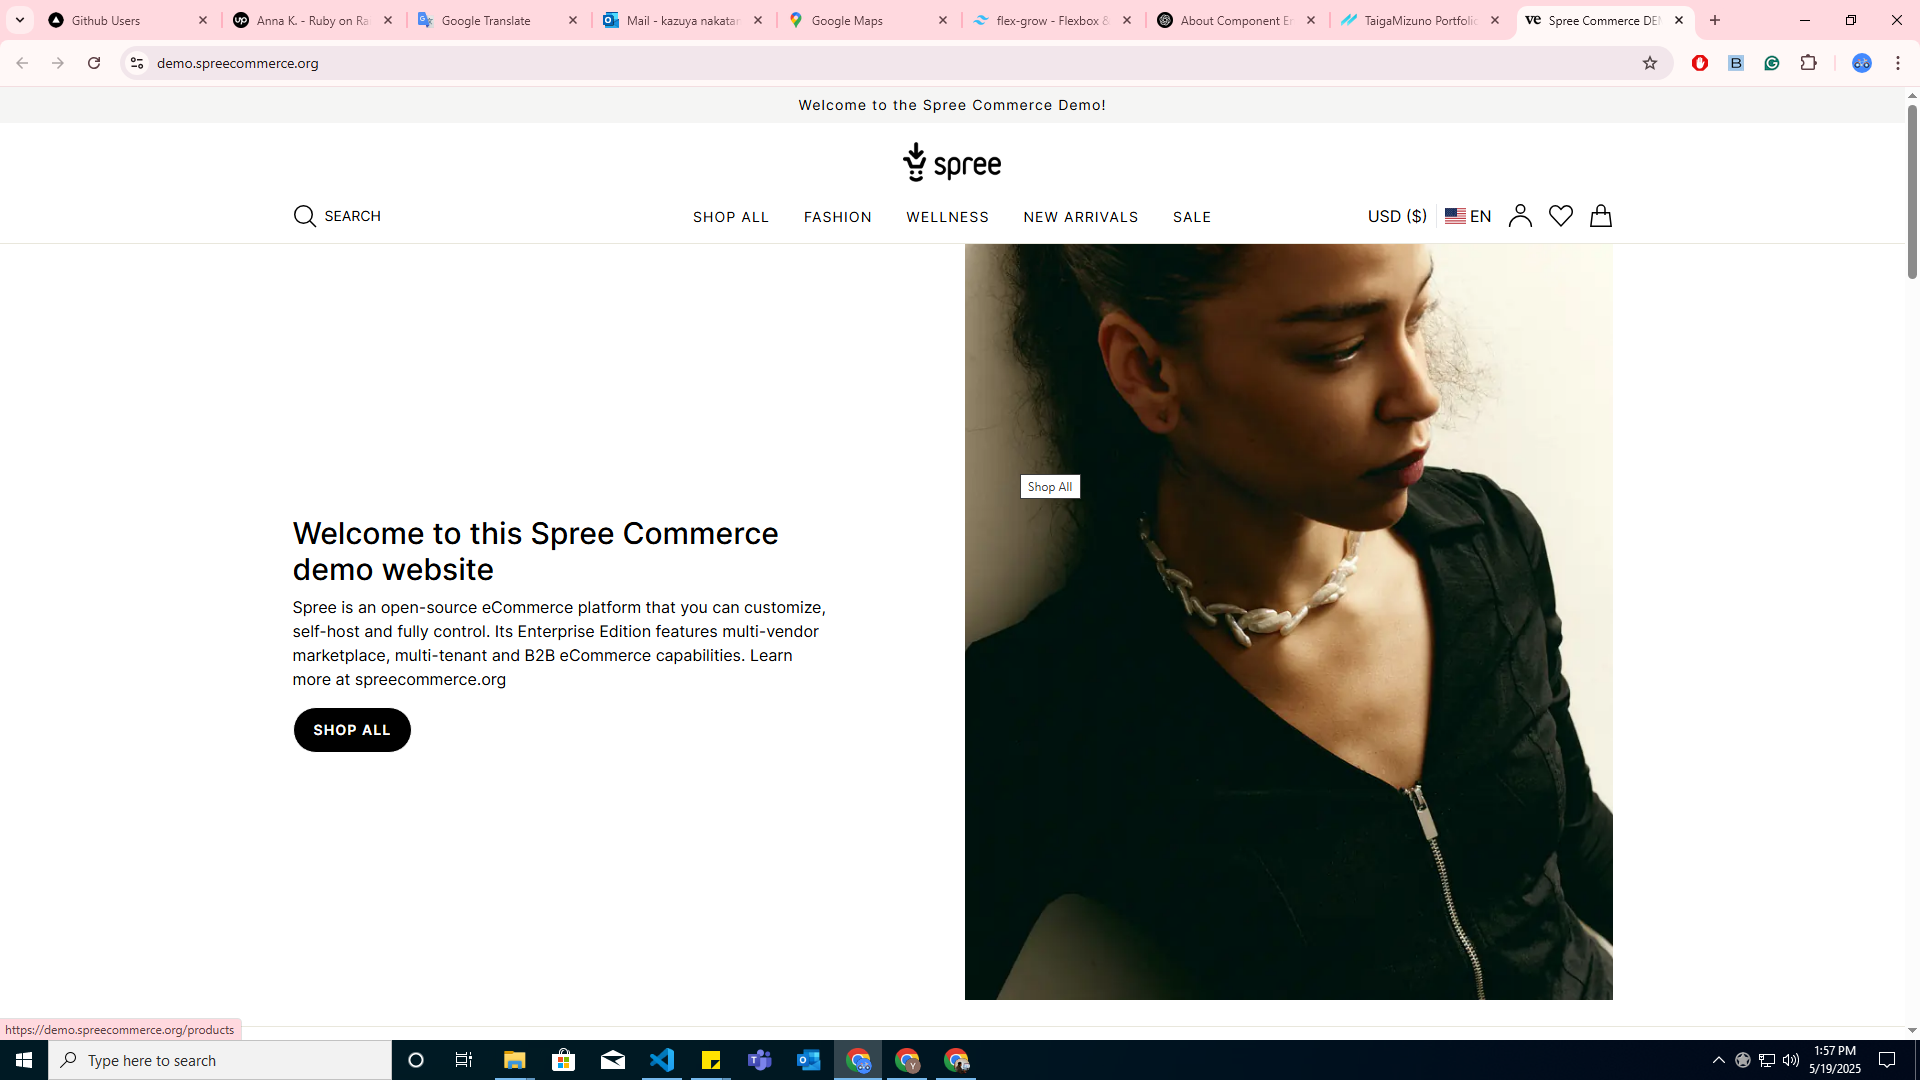 Github Users
Anna K. - Ruby on Ra
Google Translate
Mail - kazuya nakatan
Google Maps
flex-grow - Flexbox &
About Component En
TaigaMizuno Portfolio
Spree Commerce DEM
demo.spreecommerce.org
Welcome to the Spree Commerce Demo!
spree
SEARCH
SHOP ALL
FASHION
WELLNESS
NEW ARRIVALS
SALE
USD ($)
EN
Shop All
Welcome to this Spree Commerce
demo website
Spree is an open-source eCommerce platform that you can customize,
self-host and fully control. Its Enterprise Edition features multi-vendor
marketplace, multi-tenant and B2B eCommerce capabilities. Learn
more at spreecommerce.org
SHOP ALL
https://demo.spreecommerce.org/products
Type here to search
1:57 PM
5/19/2025